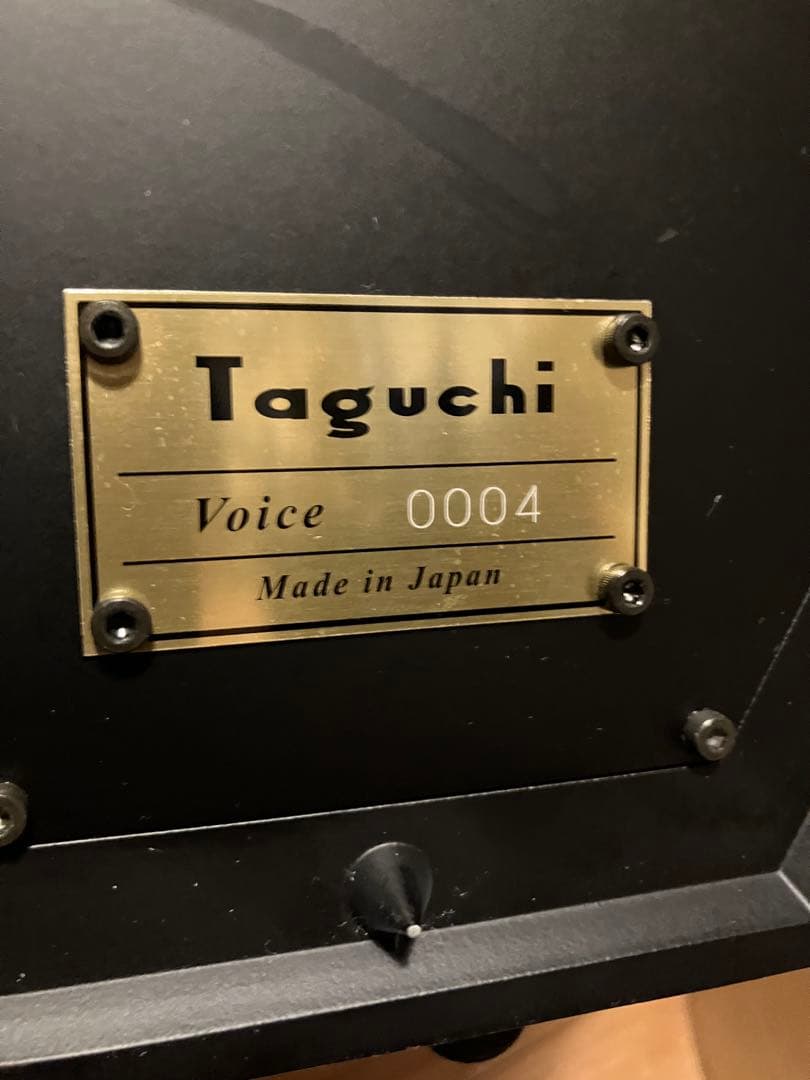 Taguchi
Voice 0004
Made in Japan